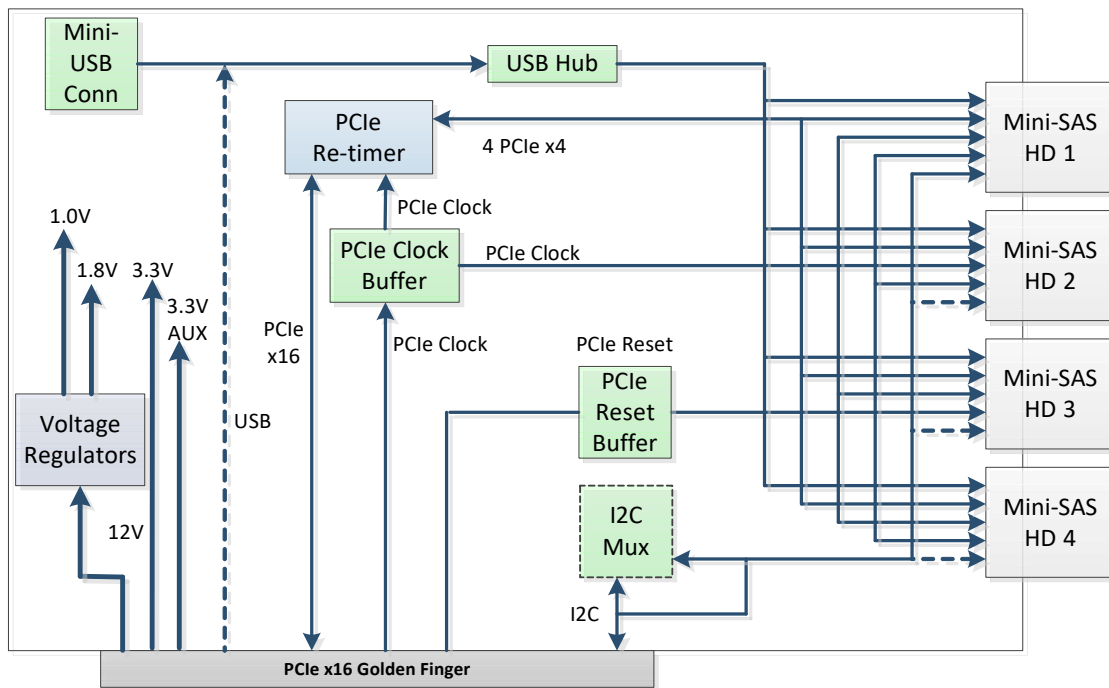 Mini-
USB
Conn
USB Hub
PCIe
Re-timer
4 PCIe x4
Mini-SAS
HD 1
PCIe Clock
1.0V
1.8V
3.3V
3.3V
AUX
PCIe Clock
Buffer
PCIe Clock
Mini-SAS
HD 2
PCIe
x16
PCIe Clock
PCIe Reset
PCIe
Reset
Buffer
Mini-SAS
HD 3
Voltage
Regulators
USB
12V
I2C
Mux
Mini-SAS
HD 4
I2C
PCIe x16 Golden Finger